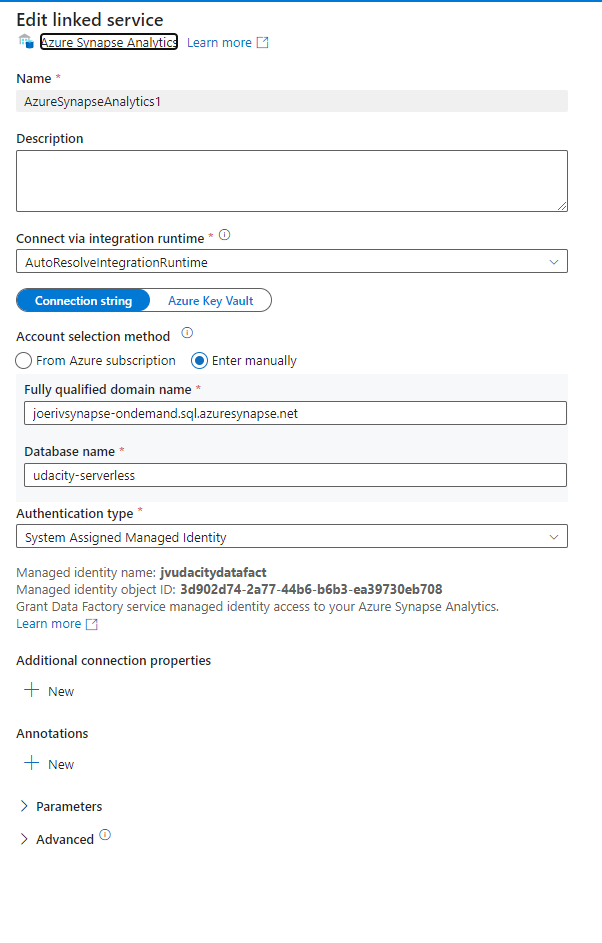 Edit linked service
Azure Synapse Analytics Learn more
Name *
AzureSynapseAnalytics1
Description
Connect via integration runtime *
AutoResolveIntegrationRuntime
Connection string Azure Key Vault
Account selection method
From Azure subscription Enter manually
Fully qualified domain name *
joerivsynapse-ondemand.sql.azuresynapse.net
Database name *
udacity-serverless
Authentication type *
System Assigned Managed Identity
Managed identity name: jvudacitydatafact
Managed identity object ID: 3d902d74-2a77-44b6-b6b3-ea39730eb708
Grant Data Factory service managed identity access to your Azure Synapse Analytics.
Learn more
Additional connection properties
New
Annotations
New
Parameters
Advanced